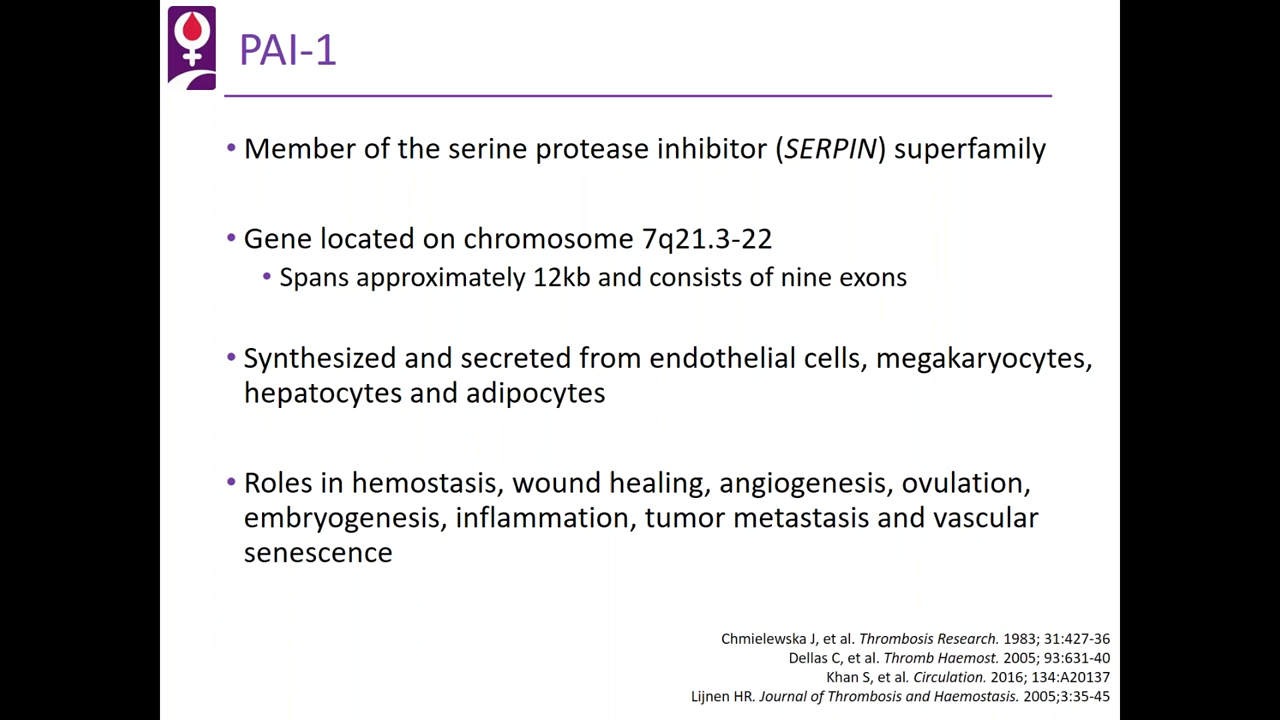 PAI-1
• Member of the serine protease inhibitor (SERPIN) superfamily
• Gene located on chromosome 7q21.3-22
• Spans approximately 12kb and consists of nine exons
• Synthesized and secreted from endothelial cells, megakaryocytes,
hepatocytes and adipocytes
• Roles in hemostasis, wound healing, angiogenesis, ovulation,
embryogenesis, inflammation, tumor metastasis and vascular
senescence
Chmielewska J, et al. Thrombosis Research. 1983; 31:427-36
Dellas C, et al. Thromb Haemost. 2005; 93:631-40
Khan S, et al. Circulation. 2016; 134:A20137
Lijnen HR. Journal of Thrombosis and Haemostasis. 2005;3:35-45